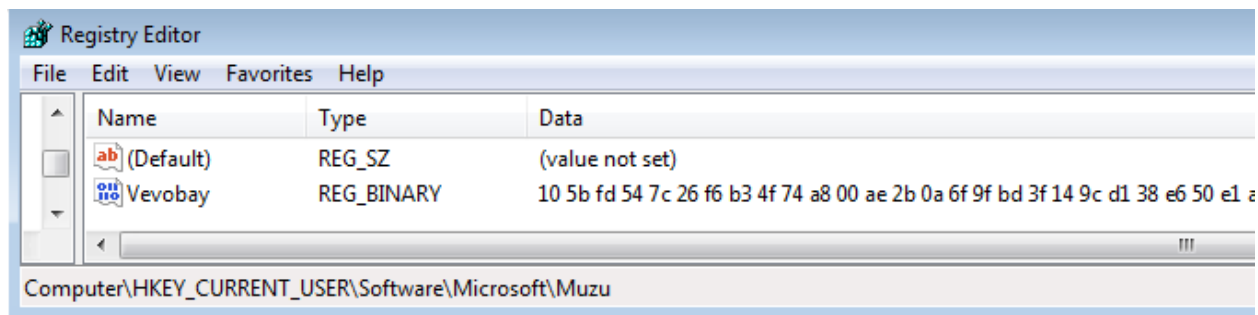 Registry Editor
File Edit View Favorites Help
Name Type Data
(Default) REG_SZ (value not set)
Vevobay REG_BINARY 10 5b fd 54 7c 26 f6 b3 4f 74 a8 00 ae 2b 0a 6f 9f bd 3f 14 9c d1 38 e6 50 e1 a
Computer\HKEY_CURRENT_USER\Software\Microsoft\Muzu